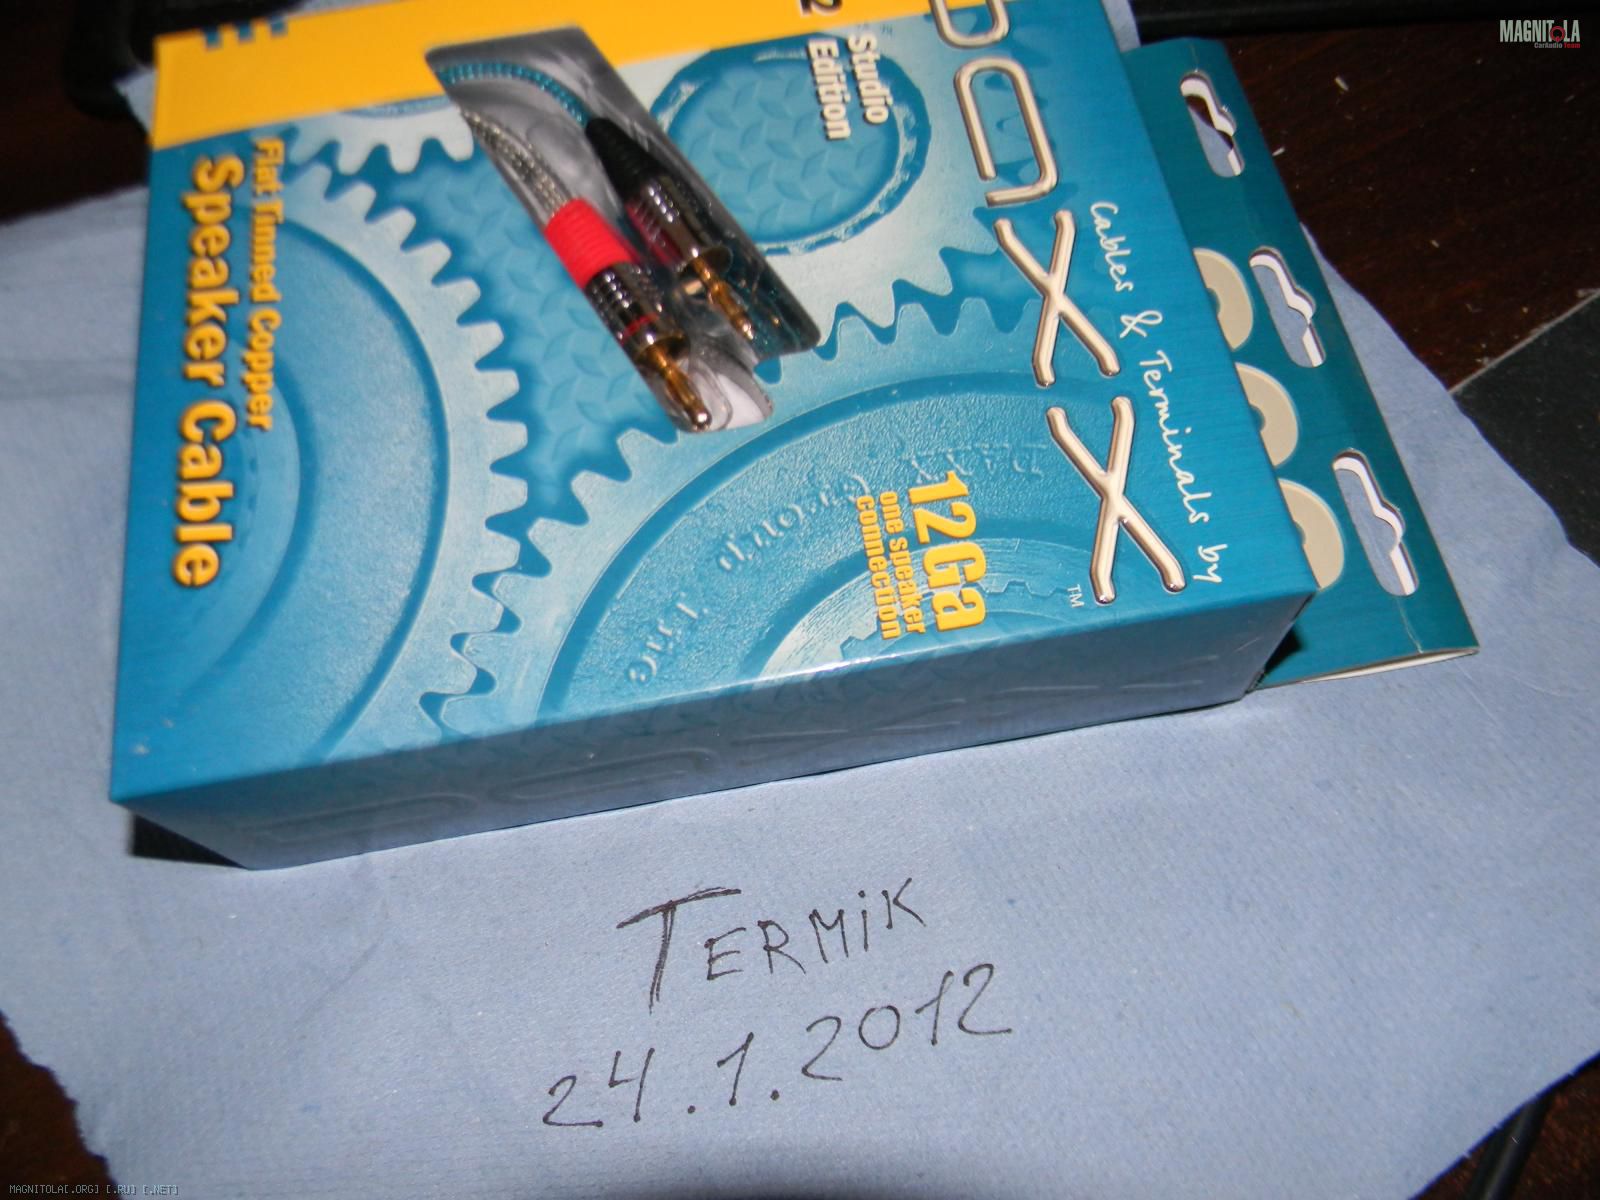 MAGNITOLA
CarAudio Team
Studio
Edition
DAXX
™
Cables & Terminals by
12Ga
one speaker
connection
Flat Tinned Copper
Speaker Cable
TERMiK
24.1.2012
MAGNITOLA[.ORG] [.RU] [.NET]